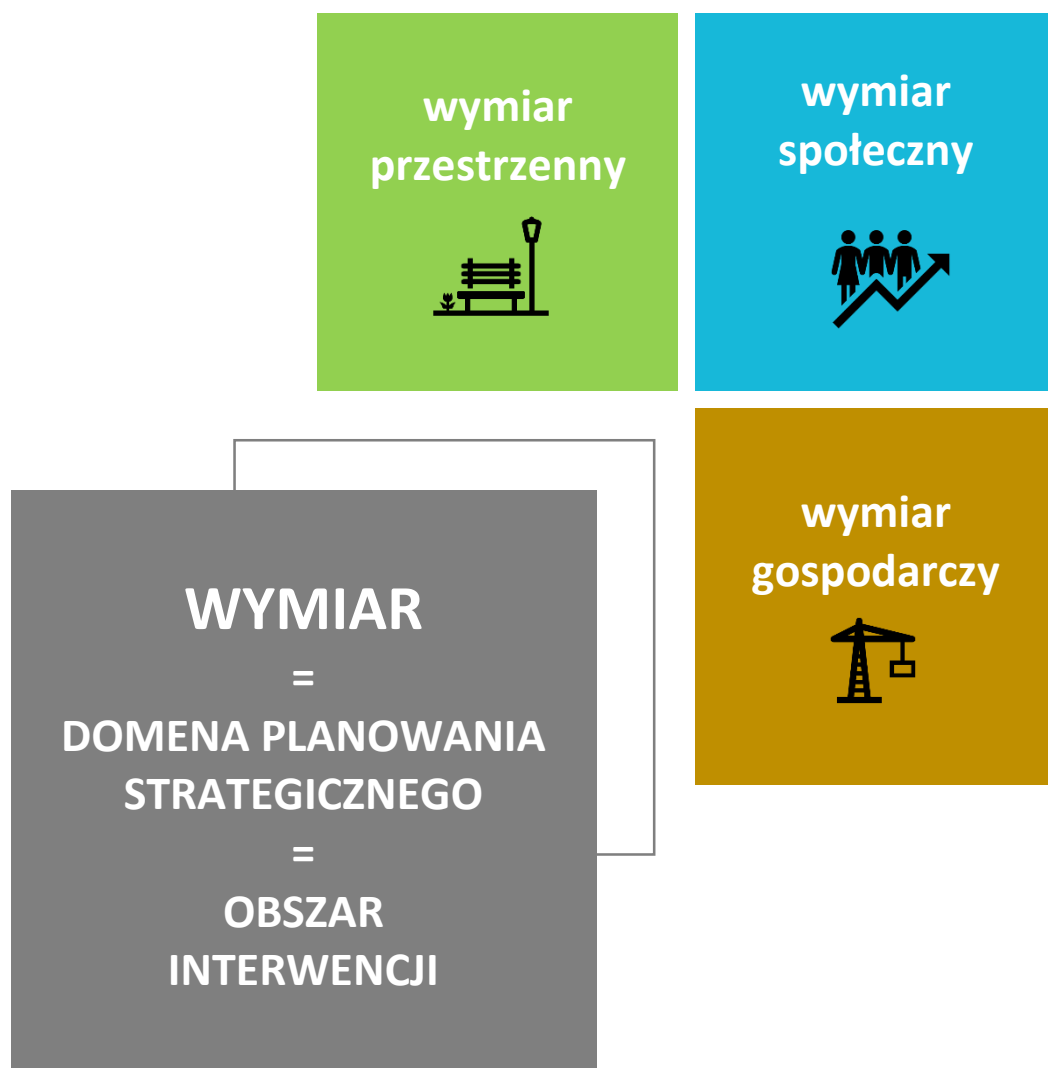 wymiar
przestrzenny
wymiar
społeczny
wymiar
gospodarczy
WYMIAR
=
DOMENA PLANOWANIA
STRATEGICZNEGO
=
OBSZAR
INTERWENCJI